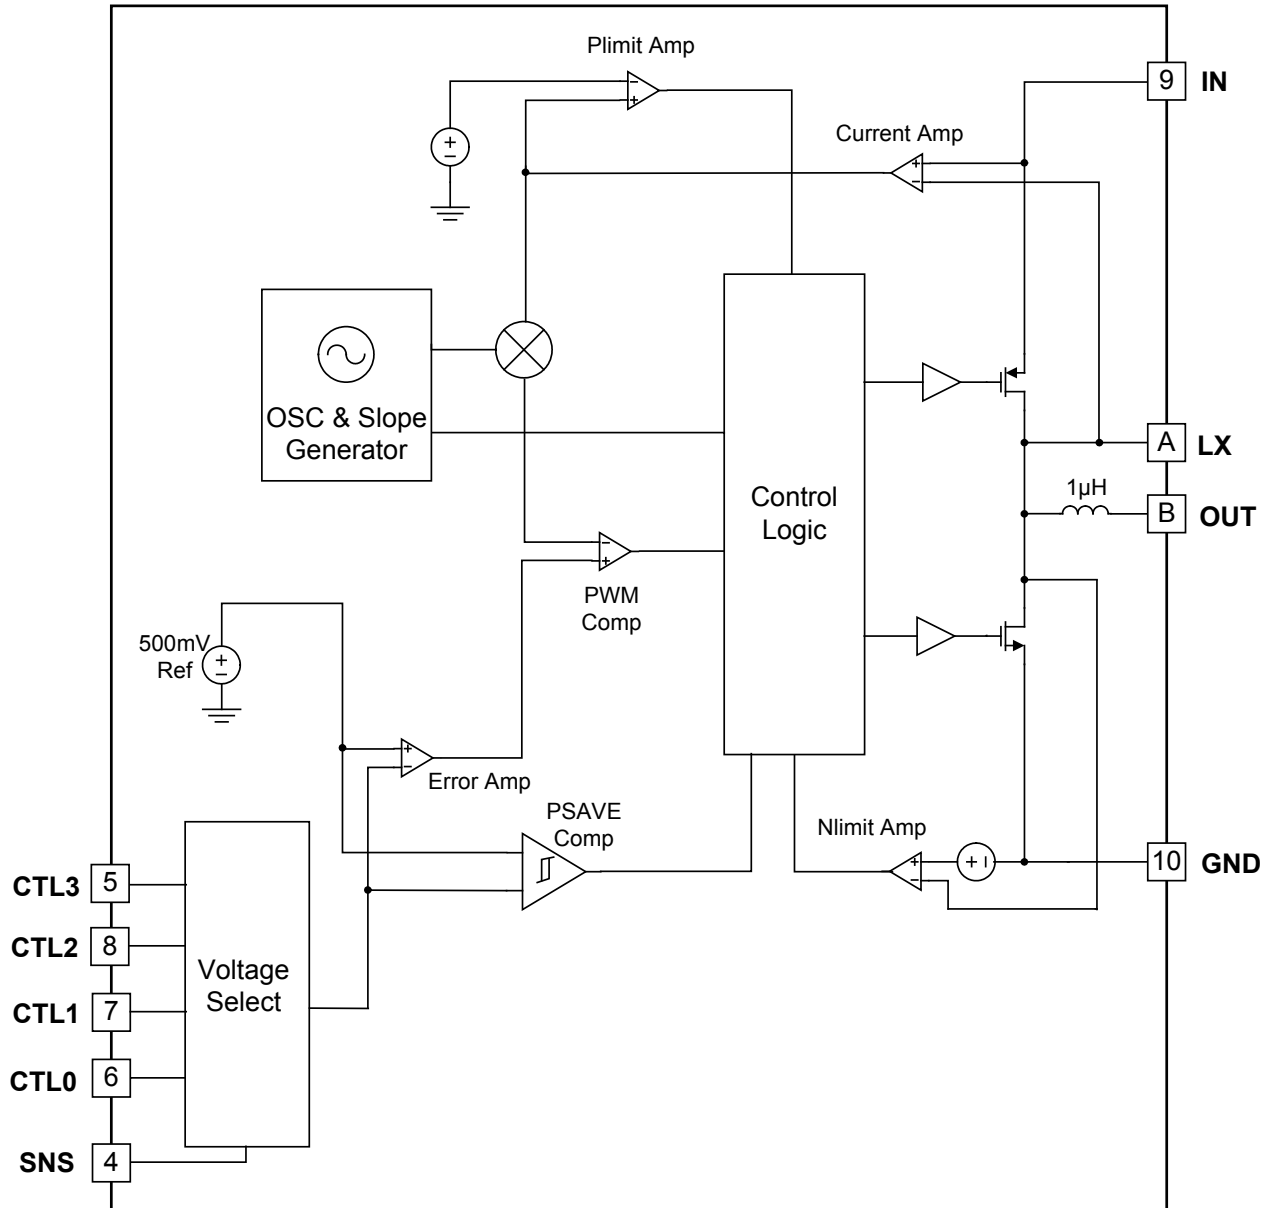 Plimit Amp
9 IN
Current Amp
OSC & Slope
Generator
A LX
1µH
Control
Logic
B OUT
PWM
Comp
500mV
Ref
Error Amp
PSAVE
Comp
Nlimit Amp
10 GND
CTL3 5
CTL2 8
Voltage
Select
CTL1 7
CTL0 6
SNS 4